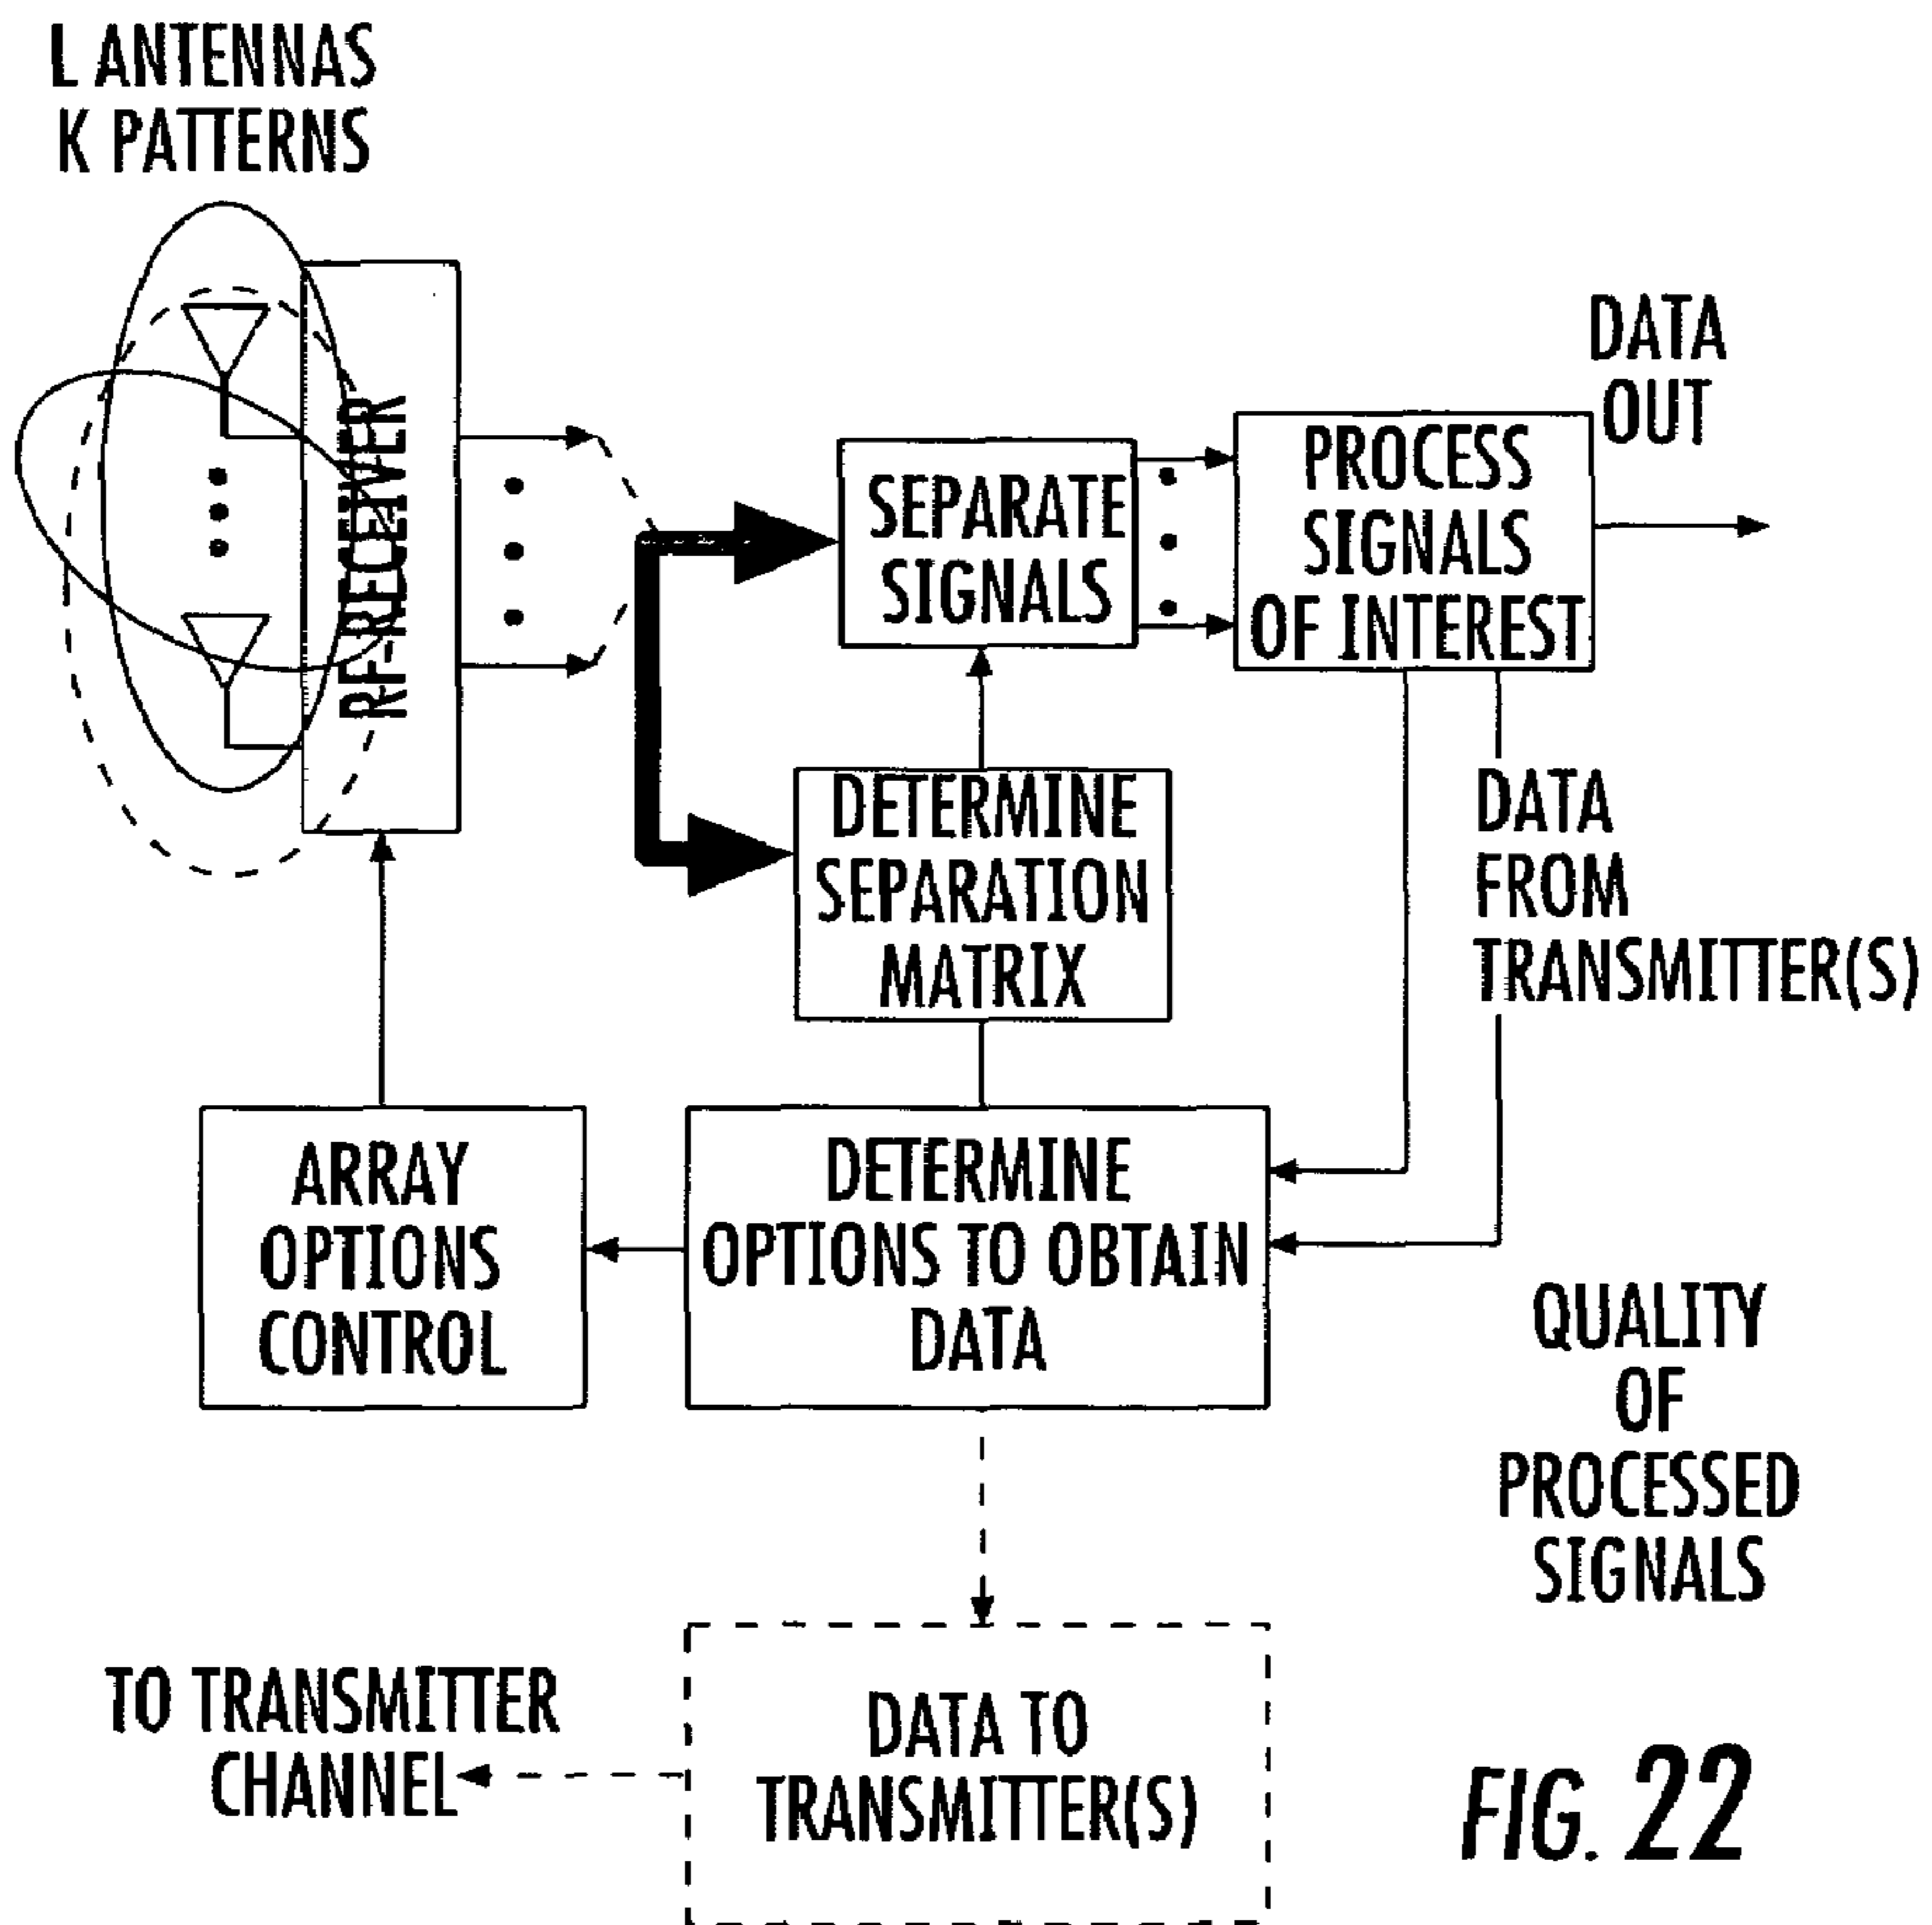 L ANTENNAS
K PATTERNS
RF-RECEIVER
SEPARATE
SIGNALS
PROCESS
SIGNALS
OF INTEREST
DATA
OUT
DETERMINE
SEPARATION
MATRIX
DATA
FROM
TRANSMITTER(S)
ARRAY
OPTIONS
CONTROL
DETERMINE
OPTIONS TO OBTAIN
DATA
QUALITY
OF
PROCESSED
SIGNALS
TO TRANSMITTER
CHANNEL
DATA TO
TRANSMITTER(S)
FIG. 22